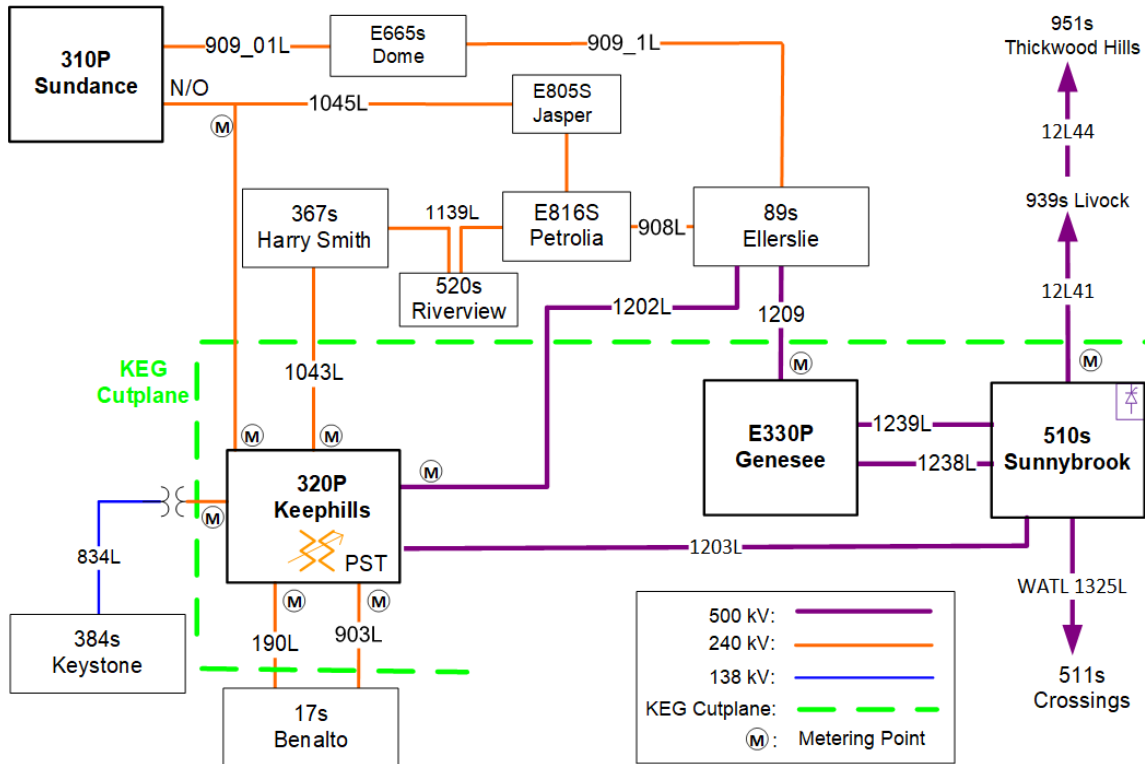 310P
Sundance
909_01L
E665s
Dome
909_1L
951s
Thickwood Hills
N/O
M
1045L
E805S
Jasper
12L44
367s
Harry Smith
1139L
E816S
Petrolia
908L
89s
Ellerslie
939s Livock
520s
Riverview
1202L
1209
12L41
KEG
Cutplane
1043L
M
M
M
M
320P
Keephills
PST
M
M
E330P
Genesee
1239L
1238L
510s
Sunnybrook
834L
1203L
384s
Keystone
190L
M
903L
M
17s
Benalto
WATL 1325L
511s
Crossings
500 kV:
240 kV:
138 kV:
KEG Cutplane:
M : Metering Point